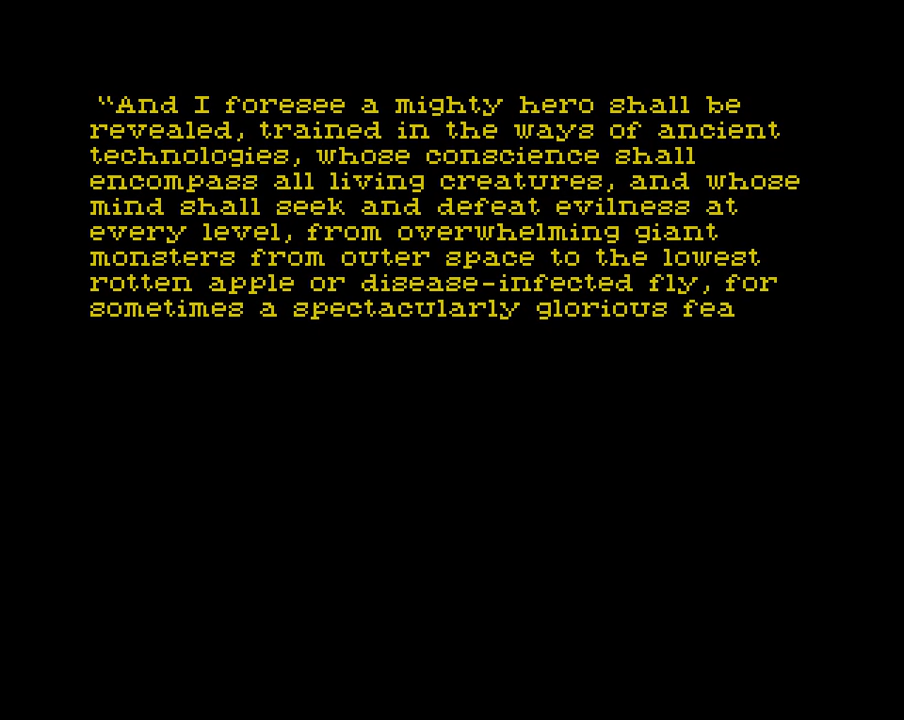 “And I foresee a mighty hero shall be
revealed, trained in the ways of ancient
technologies, whose conscience shall
encompass all living creatures, and whose
mind shall seek and defeat evilness at
every level, from overwhelming giant
monsters from outer space to the lowest
rotten apple or disease-infected fly, for
sometimes a spectacularly glorious fea